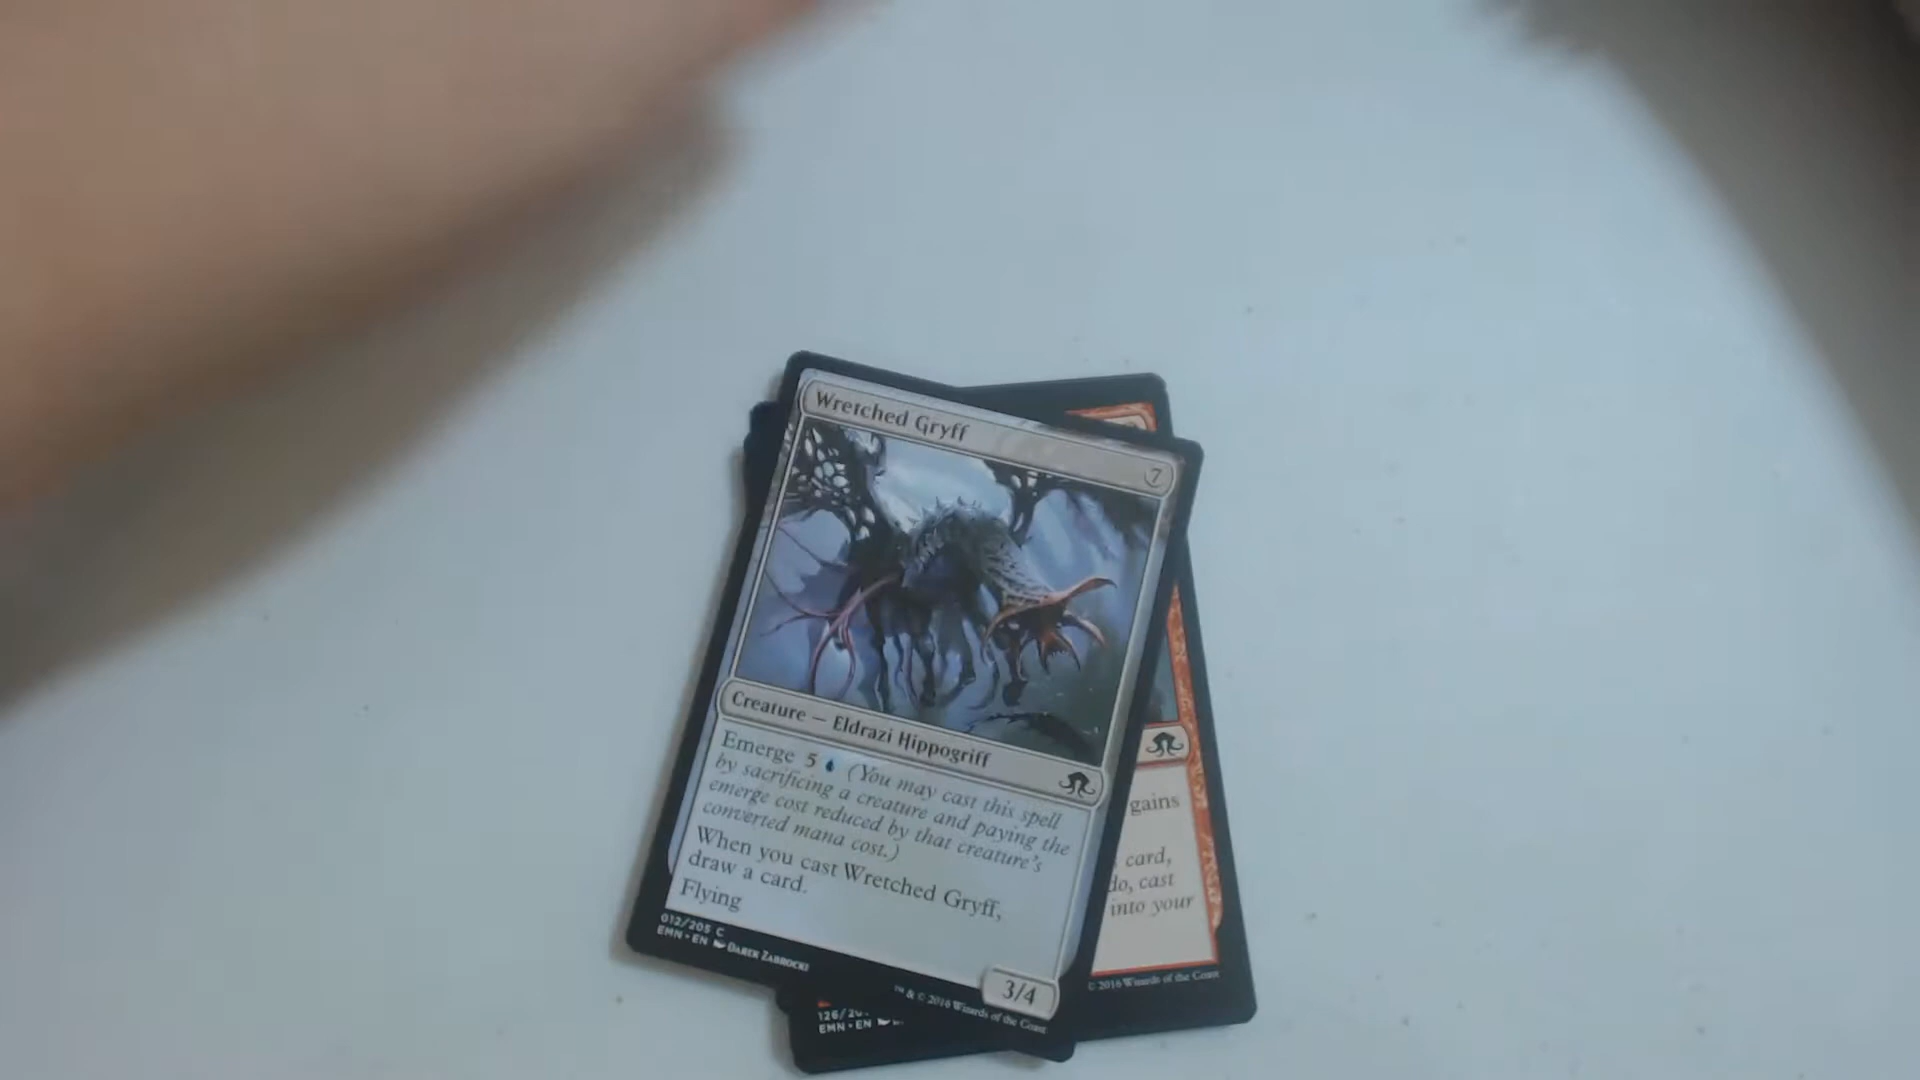 Wretched Gryff
7
Creature — Eldrazi Hippogriff
Emerge 5 (You may cast this spell
by sacrificing a creature and paying the
emerge cost reduced by that creature's
converted mana cost.)
When you cast Wretched Gryff,
draw a card.
Flying
012/205 C
EMN • EN DAREK ZABROCKI
™ & © 2016 Wizards of the Coast
3/4
gains
card,
do, cast
into your
© 2016 Wizards of the Coast
126/20
EMN • EN